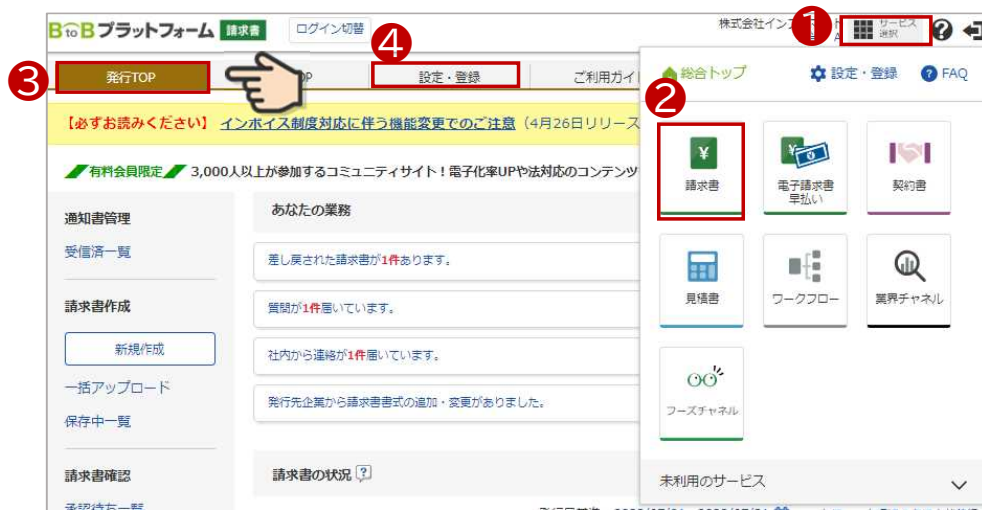 BtoBプラットフォーム 請求書
ログイン切替
株式会社イン
1
サービス
選択
3
発行TOP
OP
4
設定・登録
ご利用ガイ
総合トップ
設定・登録
FAQ
2
【必ずお読みください】 インボイス制度対応に伴う機能変更でのご注意（4月26日リリース
有料会員限定 3,000人以上が参加するコミュニティサイト！電子化率UPや法対応のコンテンツ
通知書管理
受信済一覧
請求書作成
新規作成
一括アップロード
保存中一覧
請求書確認
あなたの業務
差し戻された請求書が1件あります。
質問が1件届いています。
社内から連絡が1件届いています。
発行先企業から請求書書式の追加・変更がありました。
請求書の状況
請求書
電子請求書
早払い
契約書
見積書
ワークフロー
業界チャネル
フーズチャネル
未利用のサービス